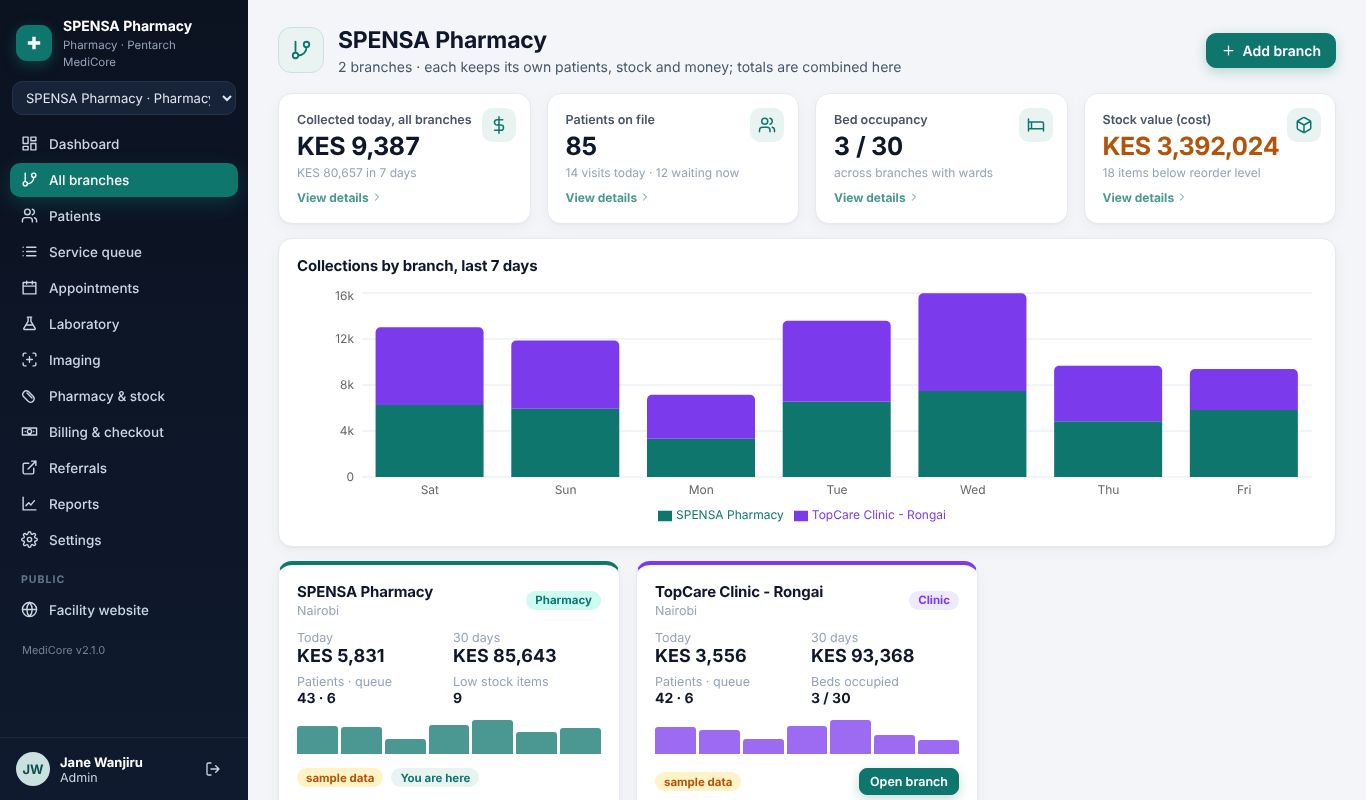 SPENSA Pharmacy
Pharmacy · Pentarch
MediCore
SPENSA Pharmacy · Pharmacy
Dashboard
All branches
Patients
Service queue
Appointments
Laboratory
Imaging
Pharmacy & stock
Billing & checkout
Referrals
Reports
Settings
PUBLIC
Facility website
MediCore v2.1.0
JW
Jane Wanjiru
Admin
SPENSA Pharmacy
2 branches · each keeps its own patients, stock and money; totals are combined here
+ Add branch
Collected today, all branches
KES 9,387
KES 80,657 in 7 days
View details
Patients on file
85
14 visits today · 12 waiting now
View details
Bed occupancy
3 / 30
across branches with wards
View details
Stock value (cost)
KES 3,392,024
18 items below reorder level
View details
Collections by branch, last 7 days
16k
12k
8k
4k
0
Sat Sun Mon Tue Wed Thu Fri
SPENSA Pharmacy TopCare Clinic - Rongai
SPENSA Pharmacy
Nairobi
Pharmacy
Today 30 days
KES 5,831 KES 85,643
Patients · queue Low stock items
43 · 6 9
sample data You are here
TopCare Clinic - Rongai
Nairobi
Clinic
Today 30 days
KES 3,556 KES 93,368
Patients · queue Beds occupied
42 · 6 3 / 30
sample data Open branch